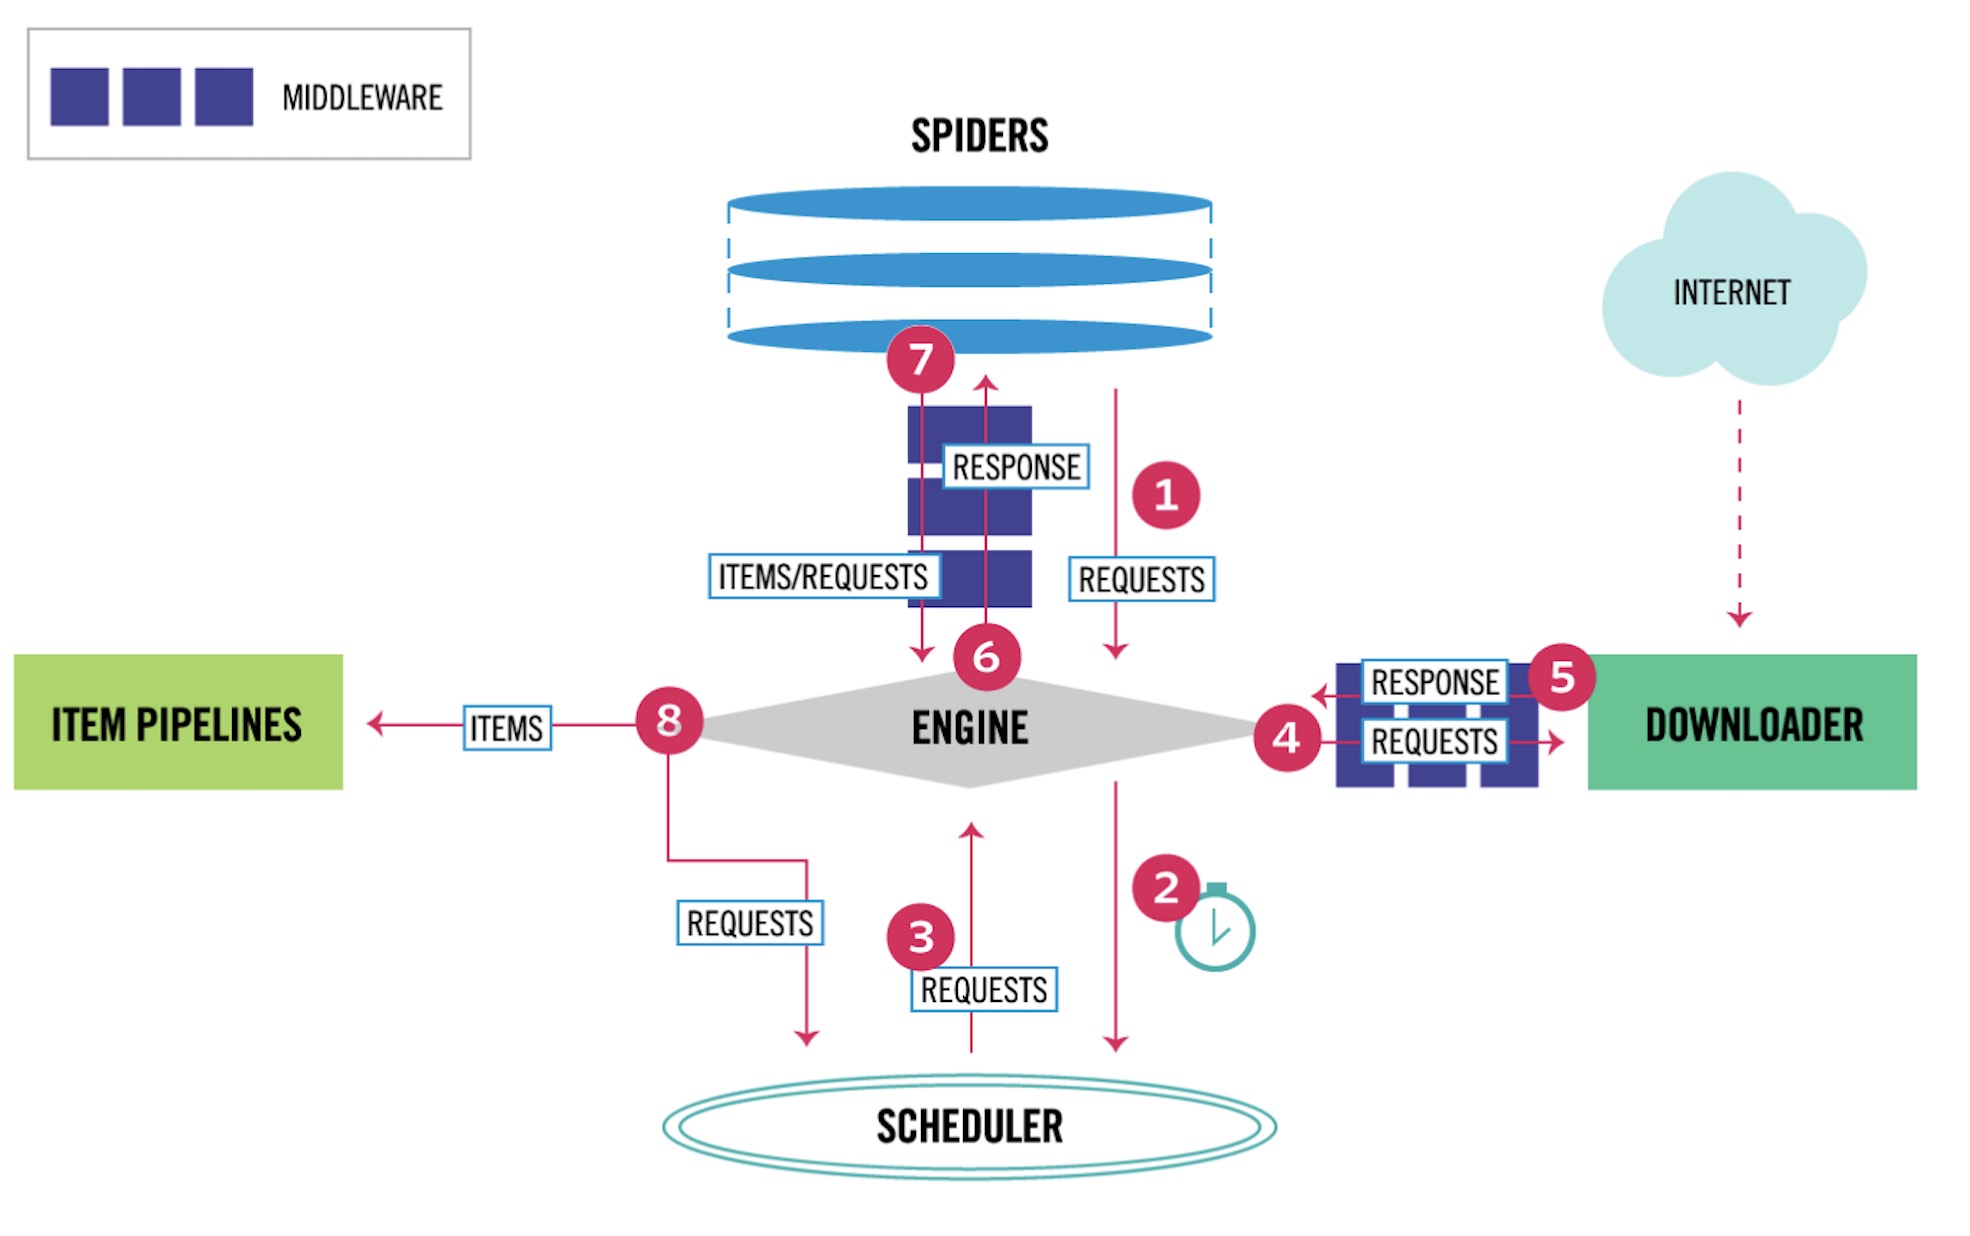 MIDDLEWARE
SPIDERS
INTERNET
7
RESPONSE
1
ITEMS/REQUESTS
REQUESTS
6
ITEM PIPELINES
ITEMS
8
ENGINE
4
RESPONSE
5
REQUESTS
DOWNLOADER
2
REQUESTS
3
REQUESTS
SCHEDULER